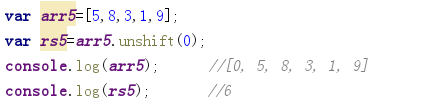 var arr5=[5,8,3,1,9];
var rs5=arr5.unshift(0);
console.log(arr5); //[0, 5, 8, 3, 1, 9]
console.log(rs5); //6